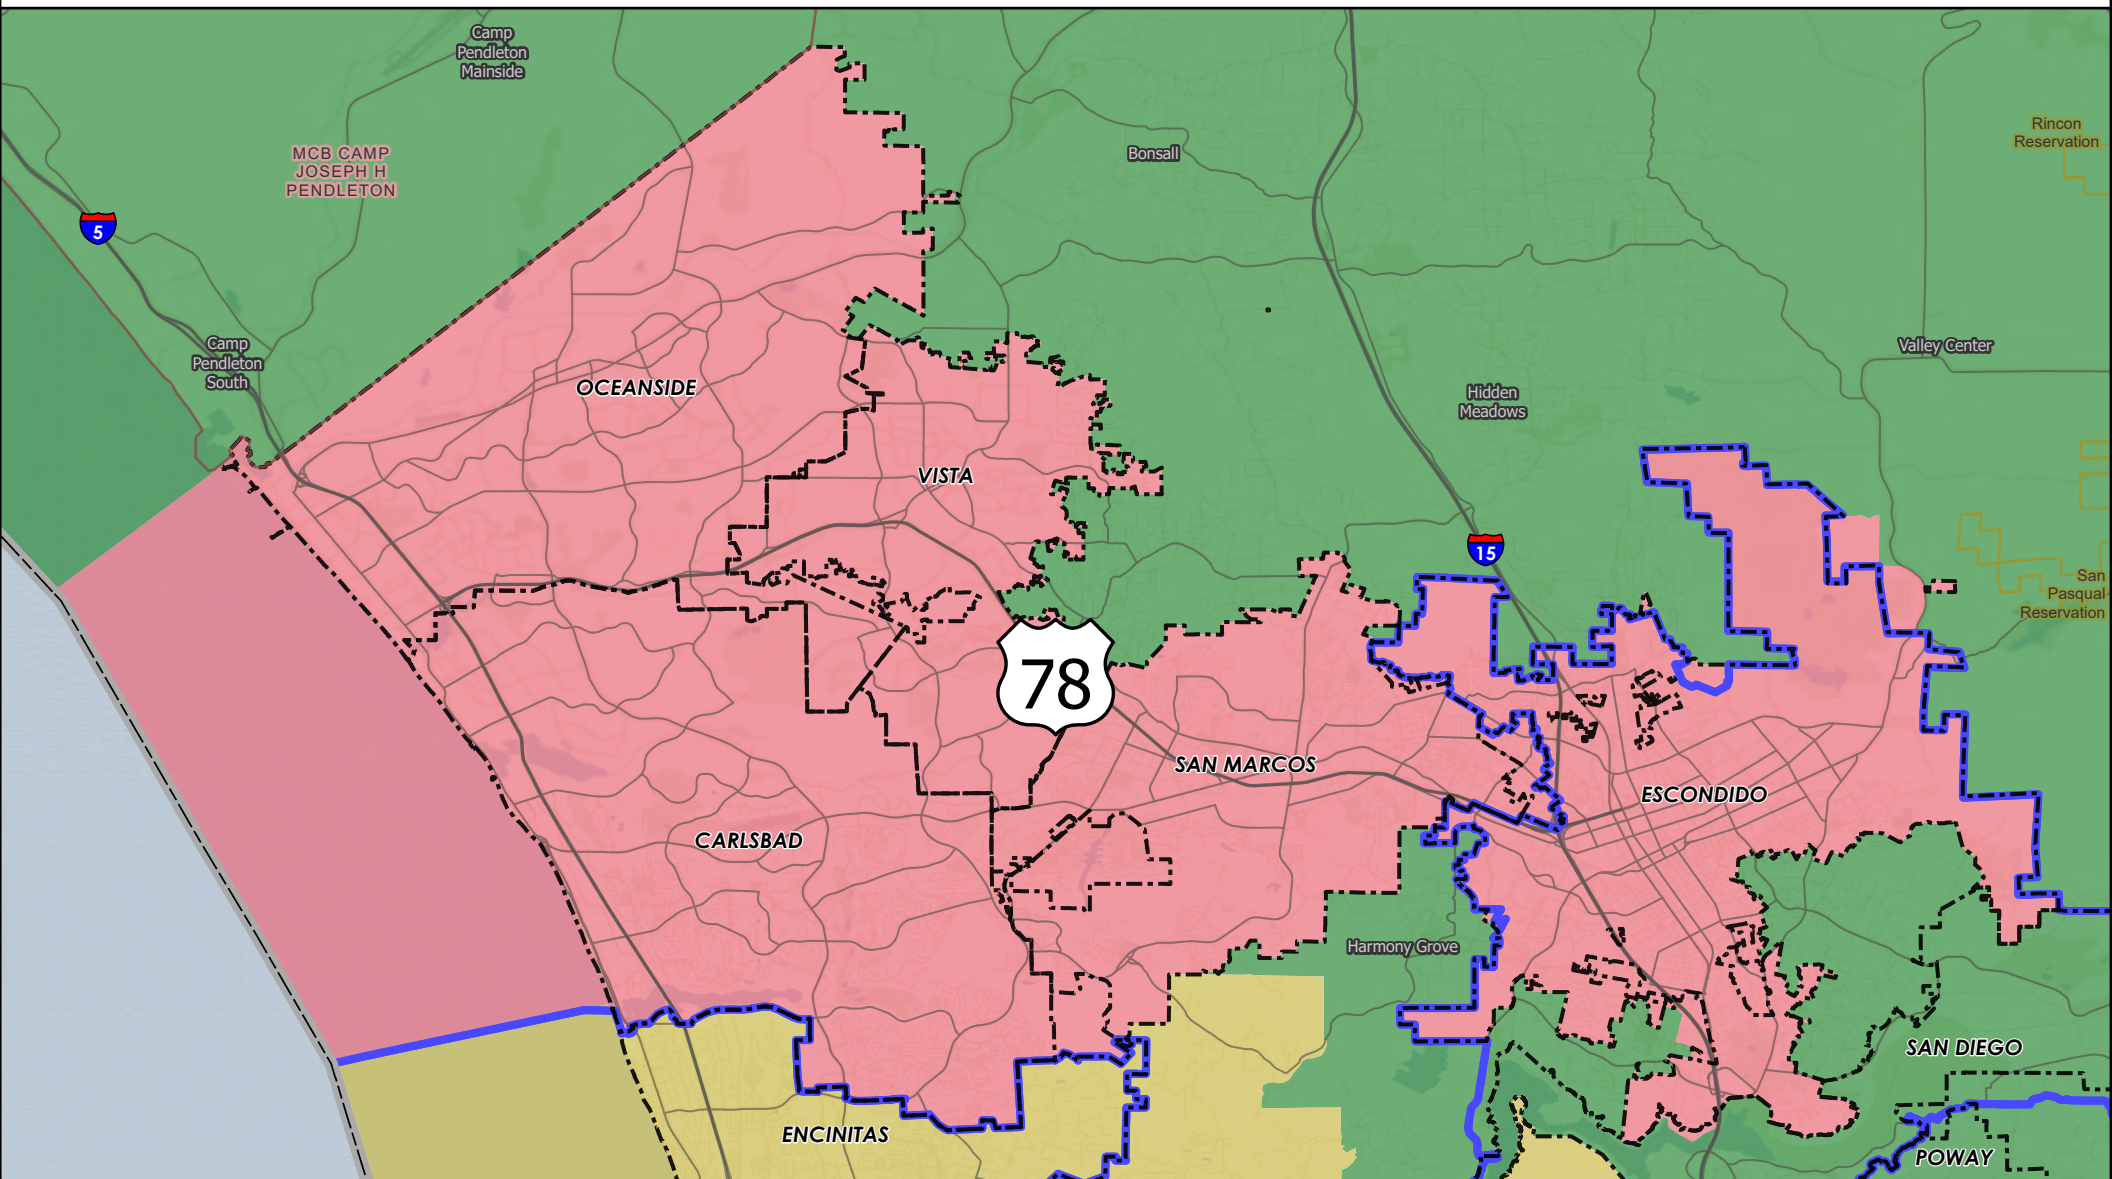 Camp
Pendleton
Mainside
MCB CAMP
JOSEPH H
PENDLETON
Bonsall
Rincon
Reservation
5
Camp
Pendleton
South
Valley Center
OCEANSIDE
Hidden
Meadows
VISTA
15
San
Pasqual
Reservation
78
SAN MARCOS
ESCONDIDO
CARLSBAD
Harmony Grove
SAN DIEGO
ENCINITAS
POWAY